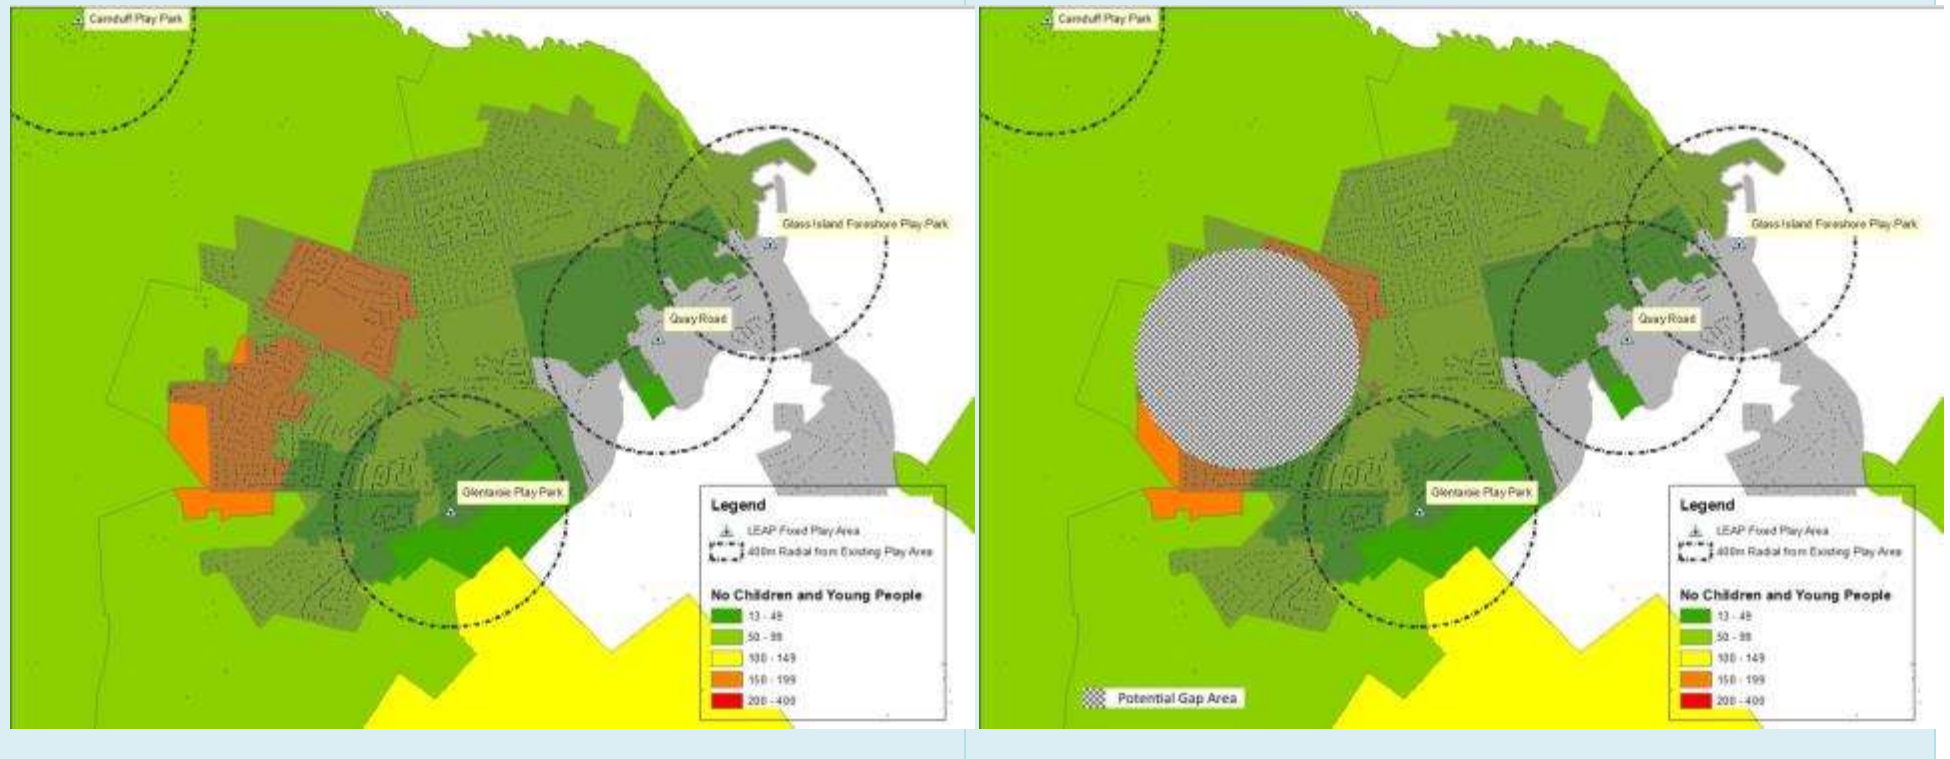 Carnduff Play Park
Glass Island Foreshore Play Park
Quay Road
Glentaisie Play Park
Legend
LEAP Fixed Play Area
400m Radial from Existing Play Area
No Children and Young People
13 - 49
50 - 99
100 - 149
150 - 199
200 - 400
Carnduff Play Park
Glass Island Foreshore Play Park
Quay Road
Glentaisie Play Park
Legend
LEAP Fixed Play Area
400m Radial from Existing Play Area
No Children and Young People
13 - 49
50 - 99
100 - 149
150 - 199
200 - 400
Potential Gap Area